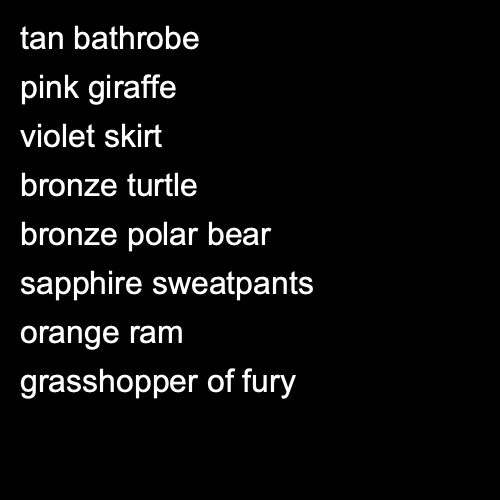 tan bathrobe
pink giraffe
violet skirt
bronze turtle
bronze polar bear
sapphire sweatpants
orange ram
grasshopper of fury